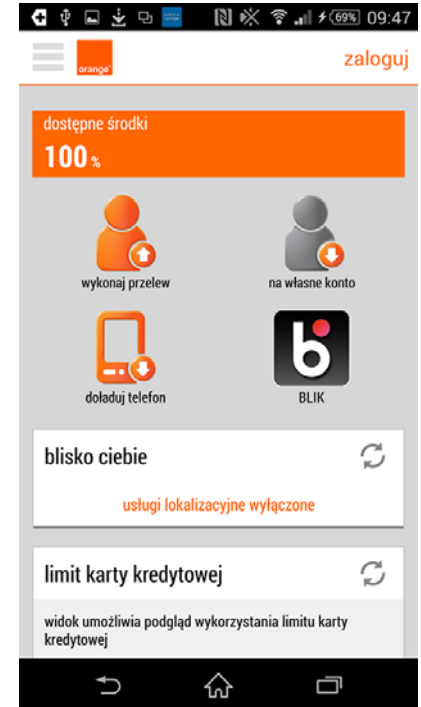 69% 09:47
orange
zaloguj
dostępne środki
100 %
wykonaj przelew
na własne konto
doładuj telefon
BLIK
blisko ciebie
usługi lokalizacyjne wyłączone
limit karty kredytowej
widok umożliwia podgląd wykorzystania limitu karty
kredytowej